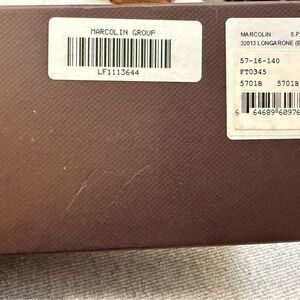 MARCOLIN GROUP
LF1113644
MARCOLIN S.P.
32013 LONGARONE (B
57-16-140
FT0345
5701B 5701B
6 64689 60976